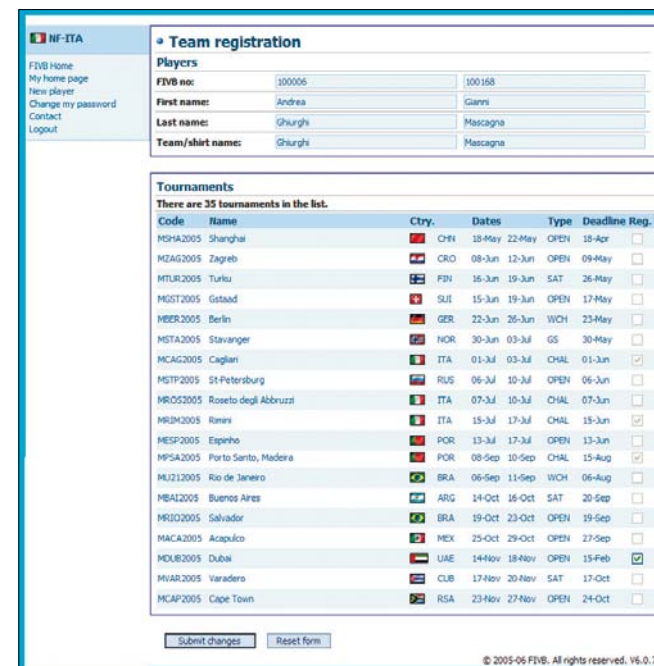 NF-ITA
FIVB Home
My home page
New player
Change my password
Contact
Logout
Team registration
Players
FIVB no: 100006 100168
First name: Andrea Gianni
Last name: Ghiurghi Mascagna
Team/shirt name: Ghiurghi Mascagna
Tournaments
There are 35 tournaments in the list.
Code Name Ctry. Dates Type Deadline Reg.
MSHA2005 Shanghai CHN 18-May 22-May OPEN 18-Apr
MZAG2005 Zagreb CRO 08-Jun 12-Jun OPEN 09-May
MTUR2005 Turku FIN 16-Jun 19-Jun SAT 26-May
MGST2005 Gstaad SUI 15-Jun 19-Jun OPEN 17-May
MBER2005 Berlin GER 22-Jun 26-Jun WCH 23-May
MSTA2005 Stavanger NOR 30-Jun 03-Jul GS 30-May
MCAG2005 Cagliari ITA 01-Jul 03-Jul CHAL 01-Jun
MSTP2005 St-Petersburg RUS 06-Jul 10-Jul OPEN 06-Jun
MROS2005 Roseto degli Abbruzzi ITA 07-Jul 10-Jul CHAL 07-Jun
MRIM2005 Rimini ITA 15-Jul 17-Jul CHAL 15-Jun
MESP2005 Espinho POR 13-Jul 17-Jul OPEN 13-Jun
MPSA2005 Porto Santo, Madeira POR 08-Sep 10-Sep CHAL 15-Aug
MU212005 Rio de Janeiro BRA 06-Sep 11-Sep WCH 06-Aug
MBAI2005 Buenos Aires ARG 14-Oct 16-Oct SAT 20-Sep
MRIO2005 Salvador BRA 19-Oct 23-Oct OPEN 19-Sep
MACA2005 Acapulco MEX 25-Oct 29-Oct OPEN 27-Sep
MDUB2005 Dubai UAE 14-Nov 18-Nov OPEN 15-Feb
MVAR2005 Varadero CUB 17-Nov 20-Nov SAT 17-Oct
MCAP2005 Cape Town RSA 23-Nov 27-Nov OPEN 24-Oct
Submit changes Reset form
© 2005-06 FIVB. All rights reserved. V6.0.